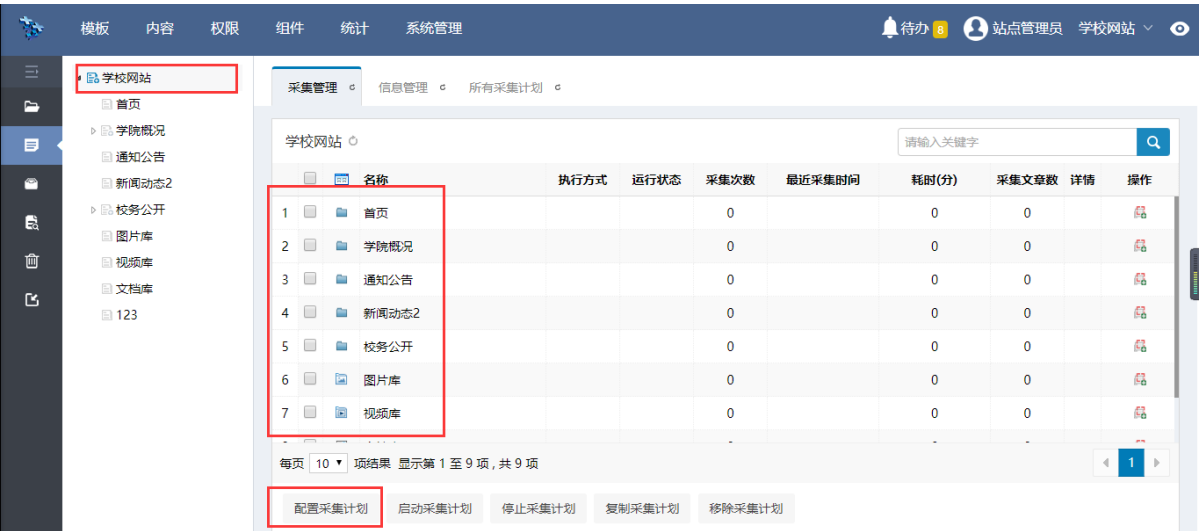 模板 内容 权限 组件 统计 系统管理 待办 8 站点管理员 学校网站
学校网站
首页
学院概况
通知公告
新闻动态2
校务公开
图片库
视频库
文档库
123
采集管理 信息管理 所有采集计划
学校网站 请输入关键字
名称 执行方式 运行状态 采集次数 最近采集时间 耗时(分) 采集文章数 详情 操作
1 首页 0 0 0
2 学院概况 0 0 0
3 通知公告 0 0 0
4 新闻动态2 0 0 0
5 校务公开 0 0 0
6 图片库 0 0 0
7 视频库 0 0 0
每页 10 项结果 显示第 1 至 9 项 , 共 9 项 1
配置采集计划 启动采集计划 停止采集计划 复制采集计划 移除采集计划